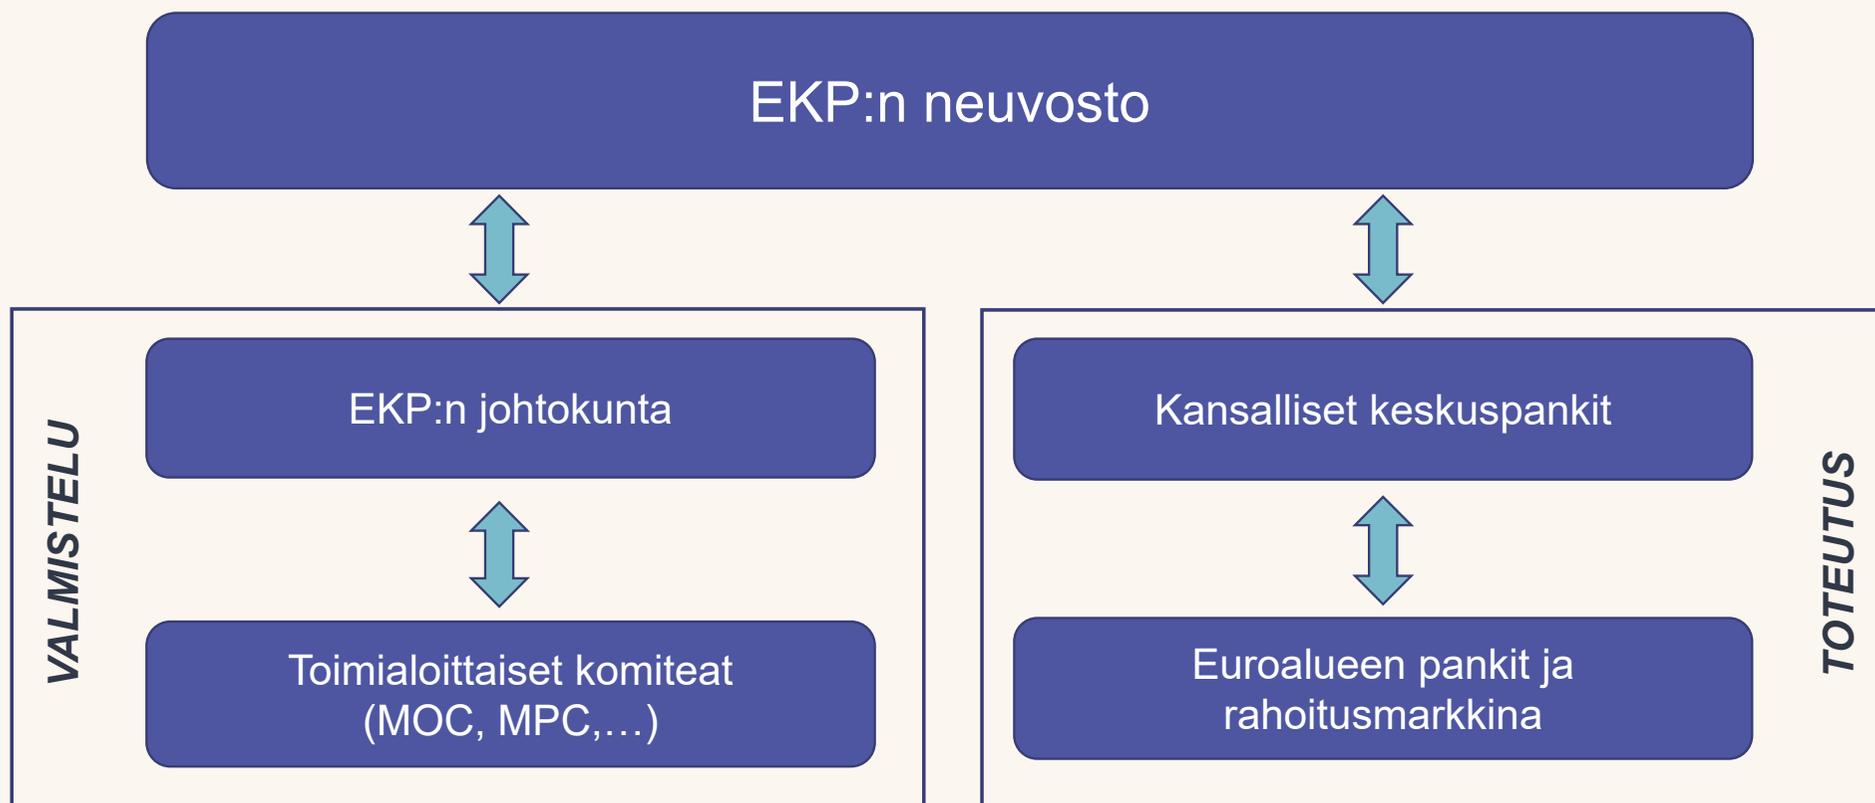 EKP:n neuvosto
VALMISTELU
EKP:n johtokunta
Toimialoittaiset komiteat
(MOC, MPC,…)
Kansalliset keskuspankit
Euroalueen pankit ja
rahoitusmarkkina
TOTEUTUS